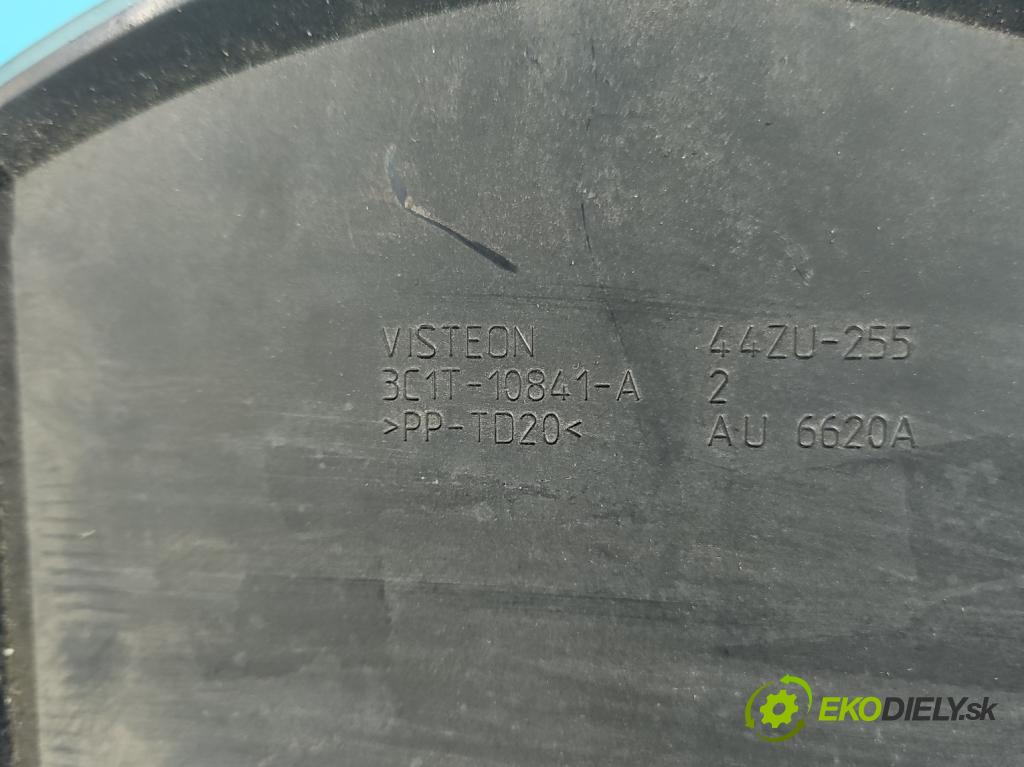 VISTEON
3C1T-10841-A
>PP-TD20<
44ZU-255
2
AU 6620A
EKODIELY.sk